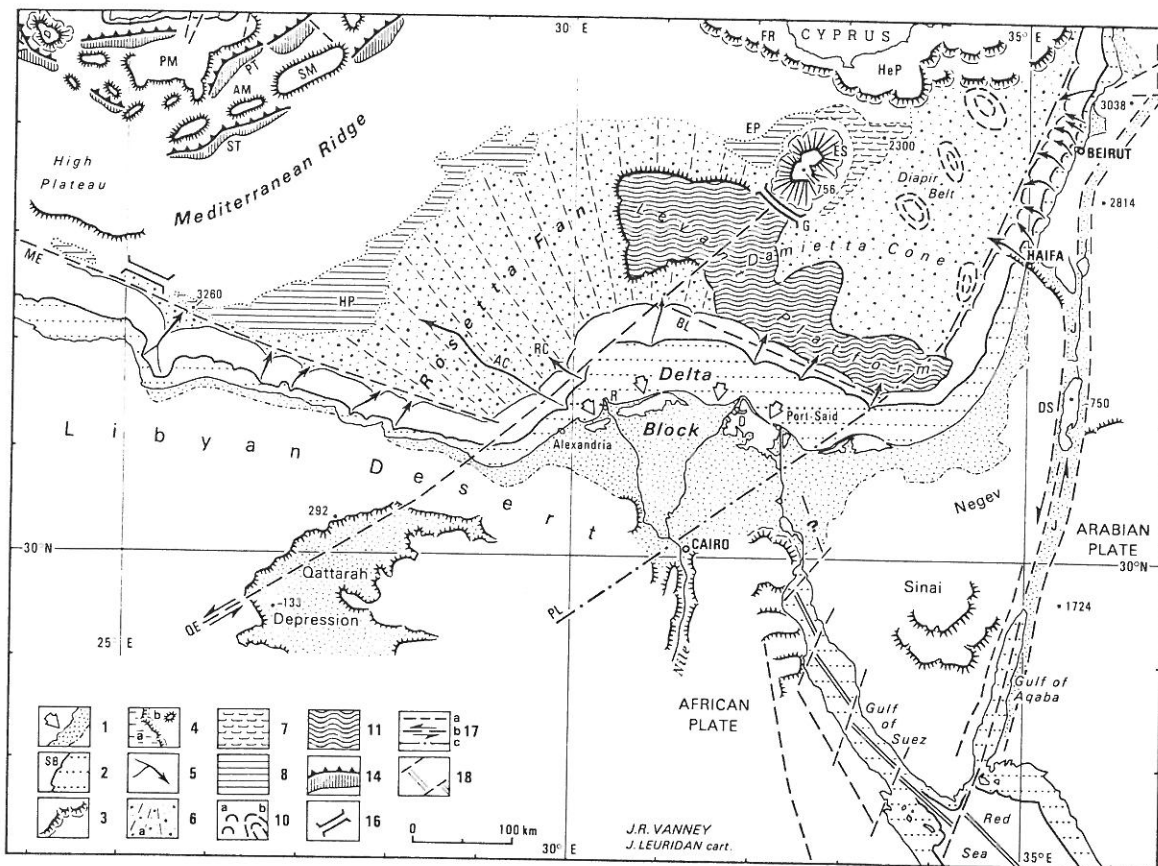 30 E
35° E
FR
CYPRUS
HeP
PM
PT
SM
AM
ST
High
Plateau
Mediterranean Ridge
EP
ES
2300
756
G
3038
BEIRUT
Diapir
Belt
2814
HAIFA
ME
3260
HP
Rosetta Fan
Levant
Platform
Damietta Cone
AC
RC
BL
Delta
Block
R
D
Port-Said
Alexandria
DS
750
Libyan Desert
292
Qattarah
133
Depression
QE
25° E
30° N
PL
CAIRO
Nile
?
Negev
Sinai
J
J
ARABIAN
PLATE
30° N
1724
Gulf of
Aqaba
AFRICAN
PLATE
Gulf
of
Suez
Red
Sea
1
SB
2
3
a
b
4
5
a
6
7
8
a b
10
11
14
16
a
b
c
17
18
0 100 km
J.R. VANNEY
J. LEURIDAN cart.
30° E
35° E